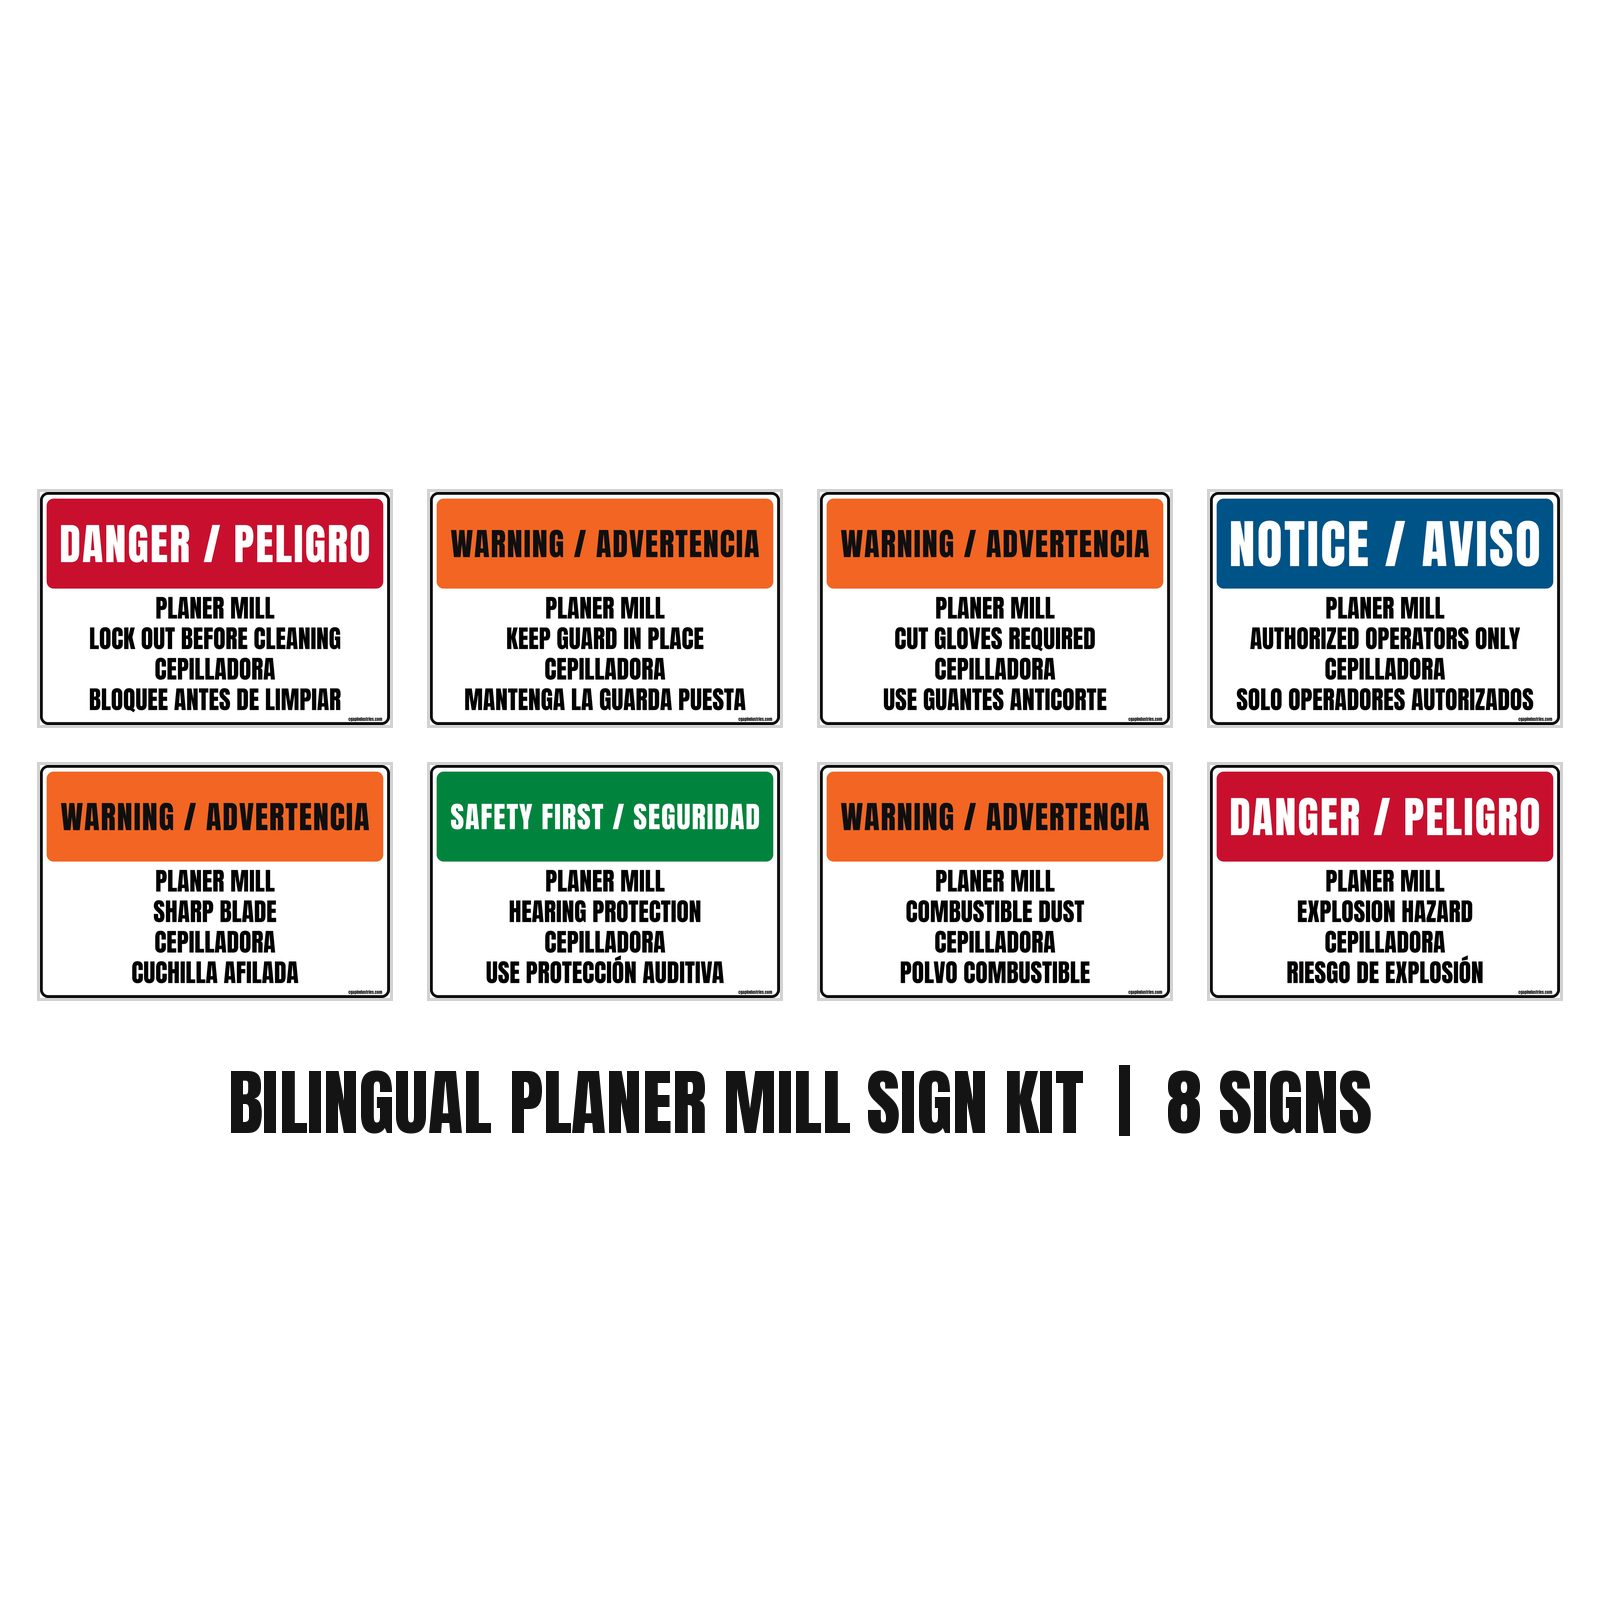 DANGER / PELIGRO
PLANER MILL
LOCK OUT BEFORE CLEANING
CEPILLADORA
BLOQUEE ANTES DE LIMPIAR
WARNING / ADVERTENCIA
PLANER MILL
KEEP GUARD IN PLACE
CEPILLADORA
MANTENGA LA GUARDA PUESTA
WARNING / ADVERTENCIA
PLANER MILL
CUT GLOVES REQUIRED
CEPILLADORA
USE GUANTES ANTICORTE
NOTICE / AVISO
PLANER MILL
AUTHORIZED OPERATORS ONLY
CEPILLADORA
SOLO OPERADORES AUTORIZADOS
WARNING / ADVERTENCIA
PLANER MILL
SHARP BLADE
CEPILLADORA
CUCHILLA AFILADA
SAFETY FIRST / SEGURIDAD
PLANER MILL
HEARING PROTECTION
CEPILLADORA
USE PROTECCIÓN AUDITIVA
WARNING / ADVERTENCIA
PLANER MILL
COMBUSTIBLE DUST
CEPILLADORA
POLVO COMBUSTIBLE
DANGER / PELIGRO
PLANER MILL
EXPLOSION HAZARD
CEPILLADORA
RIESGO DE EXPLOSIÓN
BILINGUAL PLANER MILL SIGN KIT | 8 SIGNS